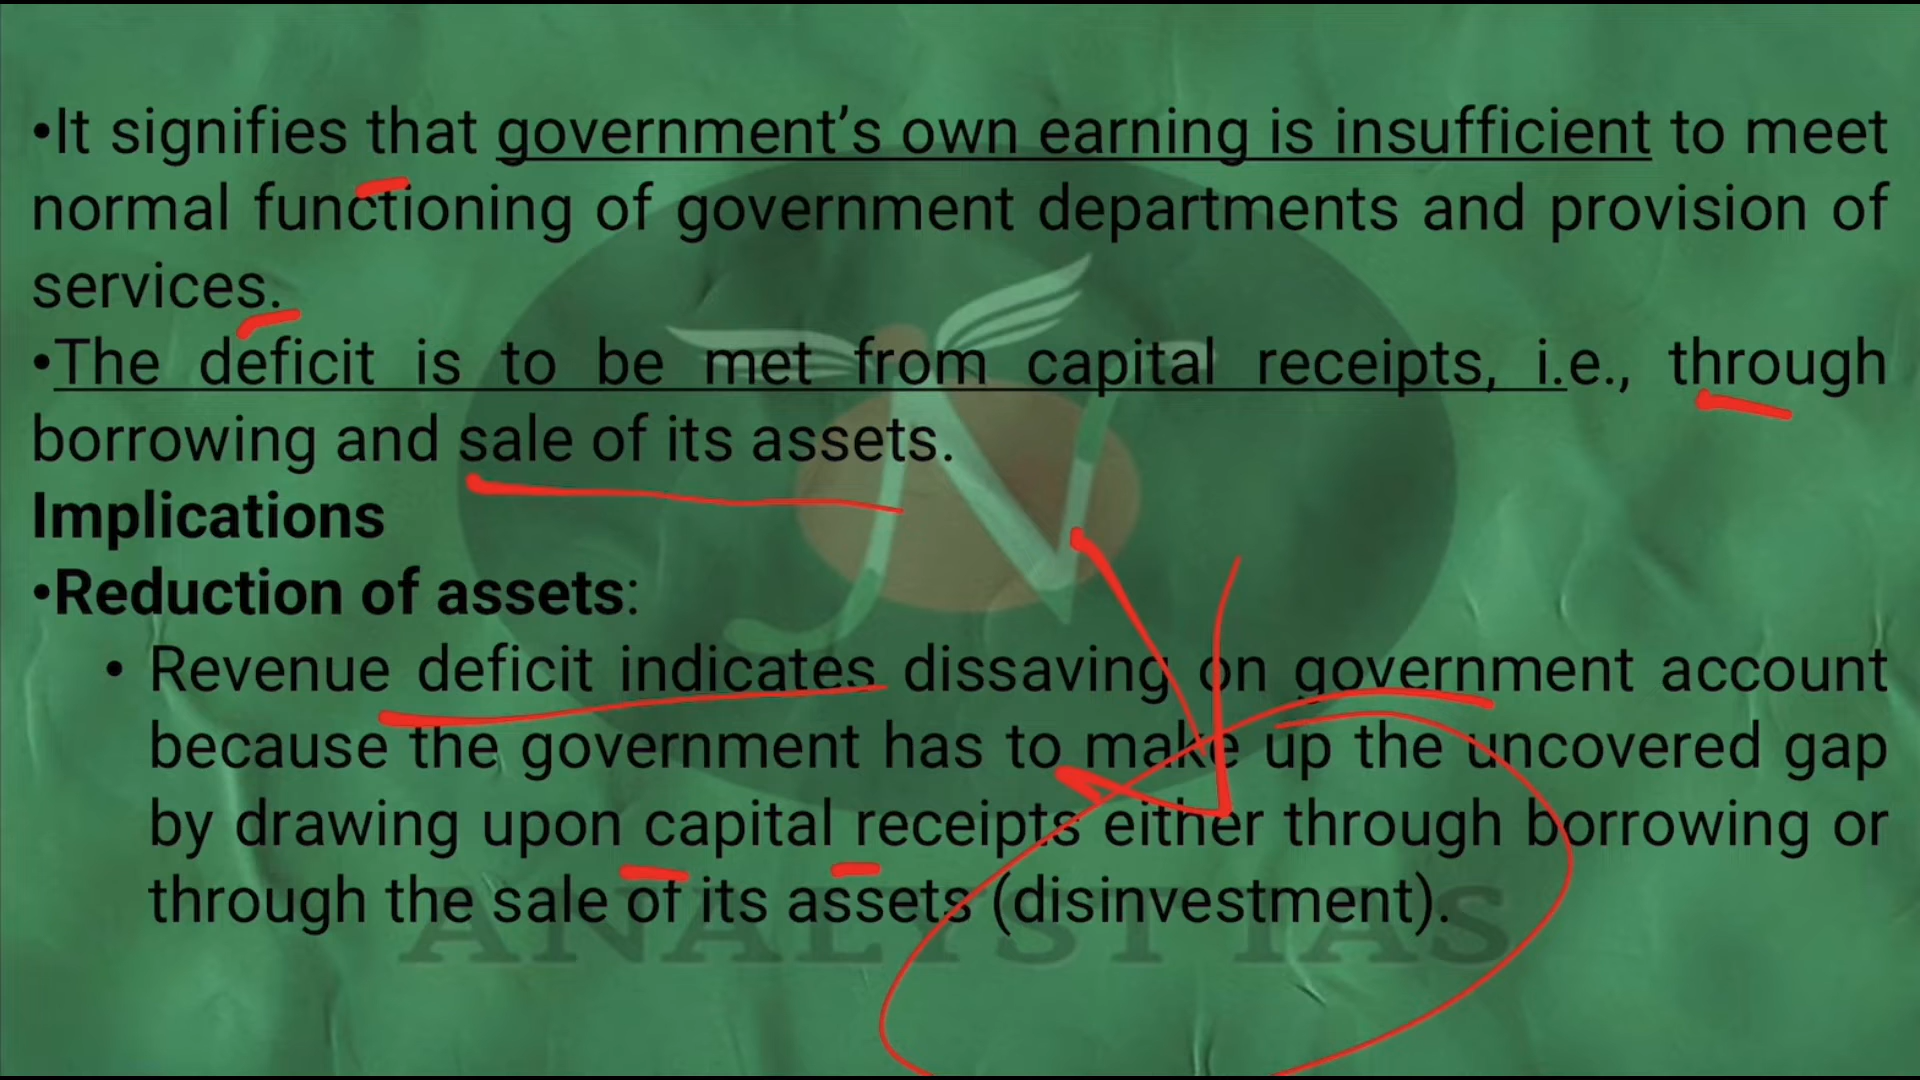 •It signifies that government’s own earning is insufficient to meet
normal functioning of government departments and provision of
services.
•The deficit is to be met from capital receipts, i.e., through
borrowing and sale of its assets.
Implications
•Reduction of assets:
• Revenue deficit indicates dissaving on government account
because the government has to make up the uncovered gap
by drawing upon capital receipts either through borrowing or
through the sale of its assets (disinvestment).
ANALYST IAS